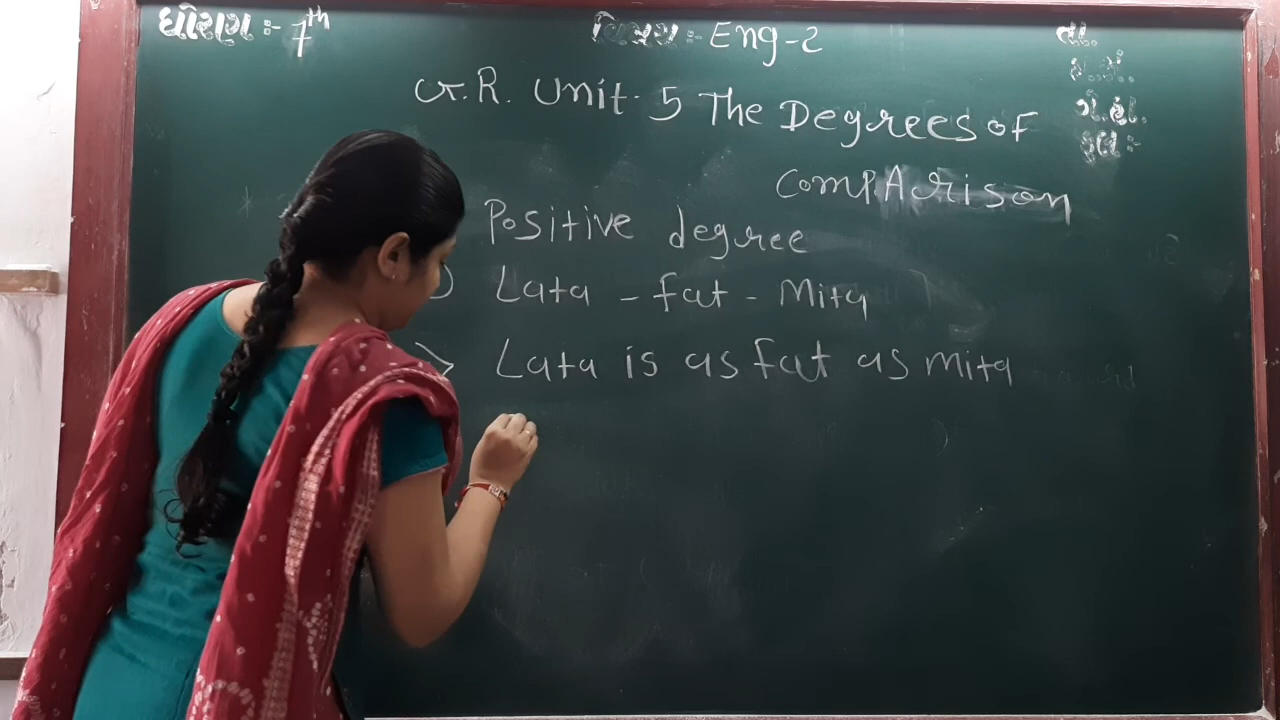 ધોરણ :- 7th
વિષય :- Eng-2
તા.
ગે.હા.
Gr.R. Unit. 5 The Degrees of
Comparison
Positive degree
) Lata - fat - Mita
> Lata is as fat as Mita